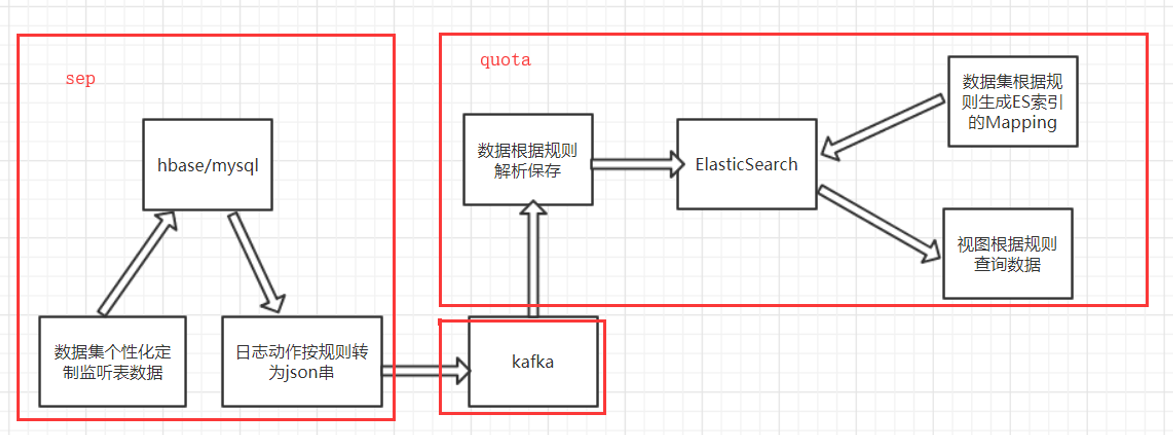 sep
hbase/mysql
数据集个性化定
制监听表数据
日志动作按规则转
为json串
kafka
quota
数据根据规则
解析保存
ElasticSearch
数据集根据规
则生成ES索引
的Mapping
视图根据规则
查询数据